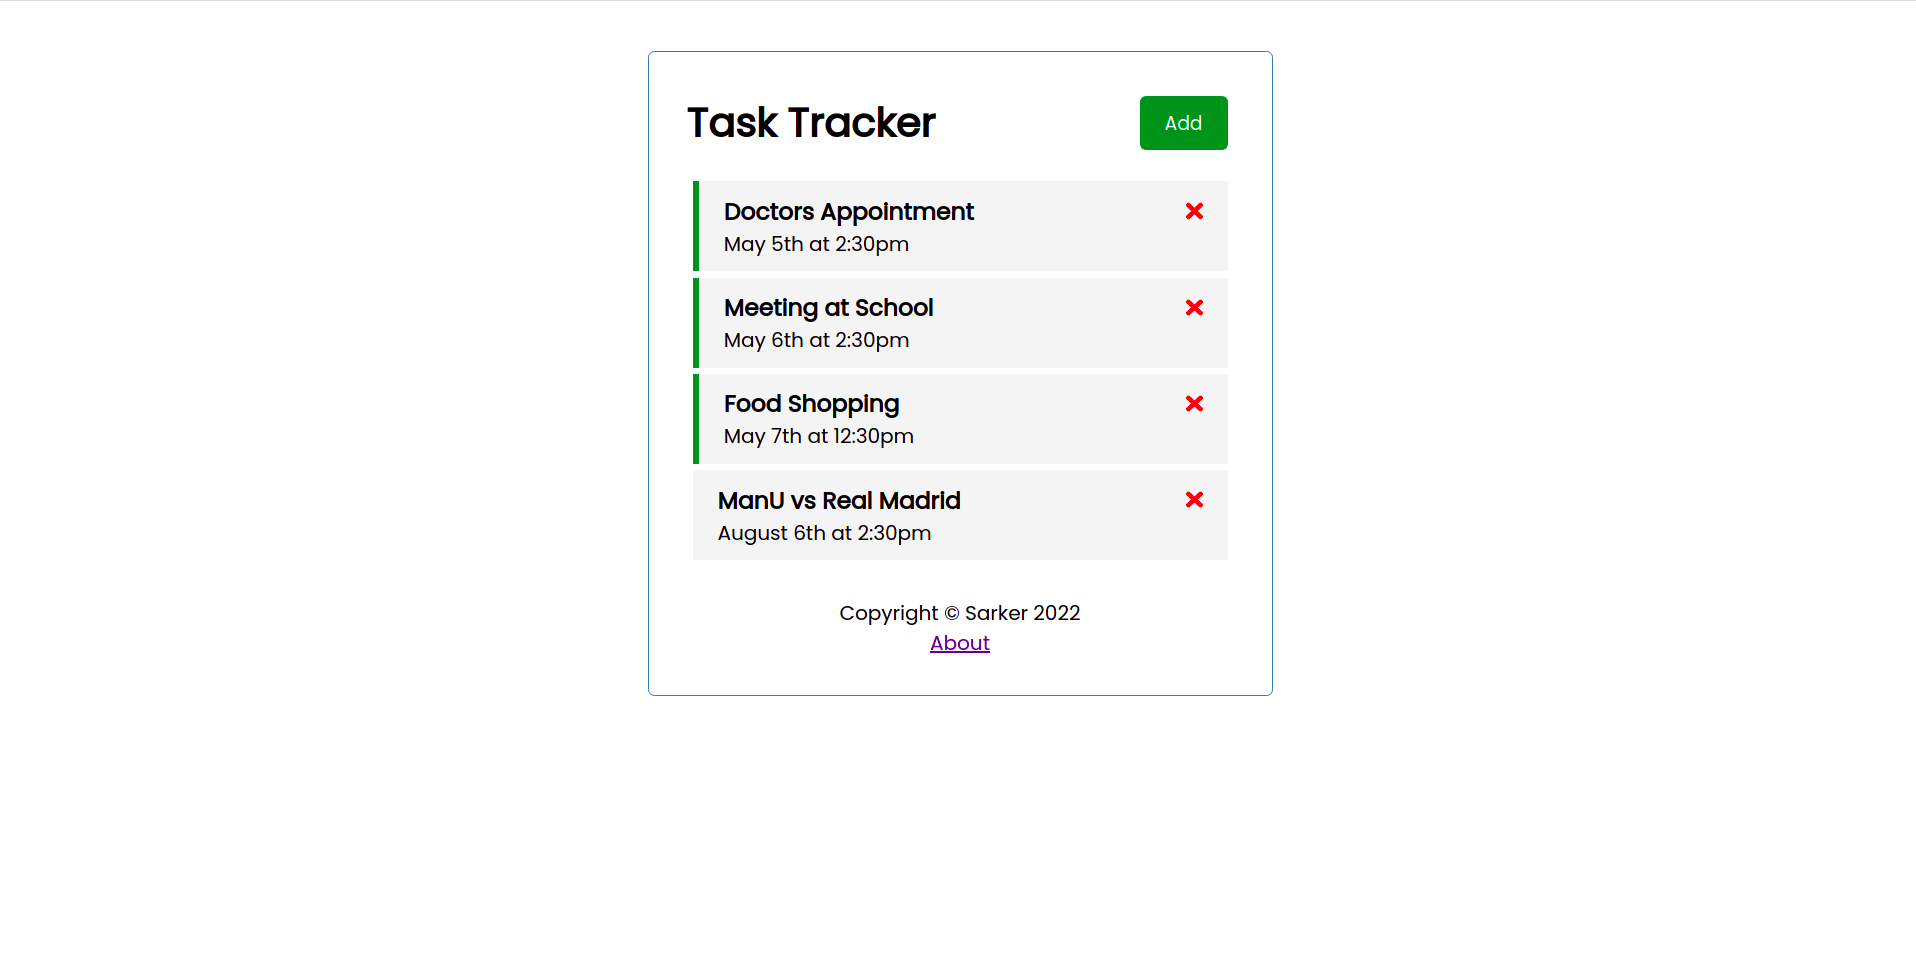 Task Tracker
Add
Doctors Appointment
May 5th at 2:30pm
Meeting at School
May 6th at 2:30pm
Food Shopping
May 7th at 12:30pm
ManU vs Real Madrid
August 6th at 2:30pm
Copyright © Sarker 2022
About